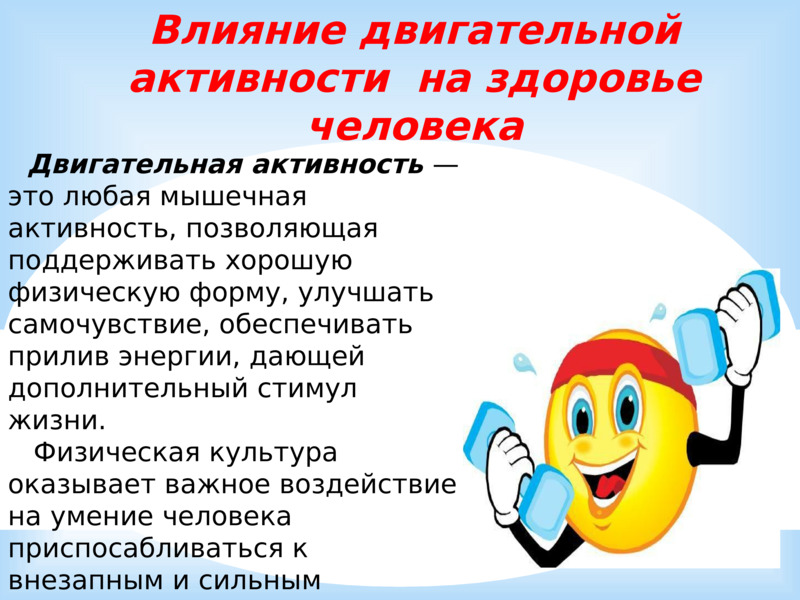 Влияние двигательной
активности на здоровье
человека
Двигательная активность —
это любая мышечная
активность, позволяющая
поддерживать хорошую
физическую форму, улучшать
самочувствие, обеспечивать
прилив энергии, дающей
дополнительный стимул
жизни.
Физическая культура
оказывает важное воздействие
на умение человека
приспосабливаться к
внезапным и сильным